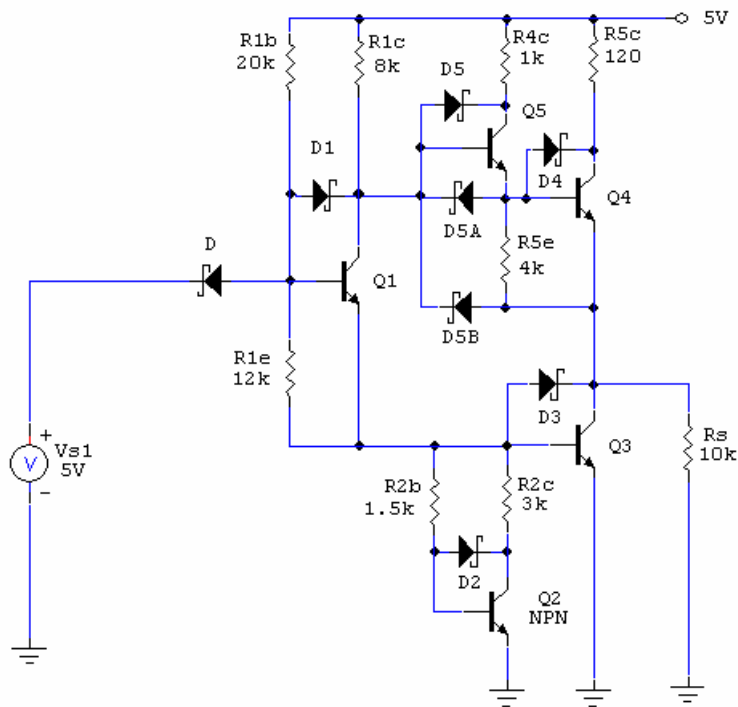 5V
R1b
20k
R1c
8k
R4c
1k
R5c
120
D5
Q5
D1
D4
Q4
D5A
D
R5e
4k
Q1
D5B
R1e
12k
D3
Q3
Rs
10k
+
Vs1
V
5V
-
R2b
1.5k
R2c
3k
D2
Q2
NPN